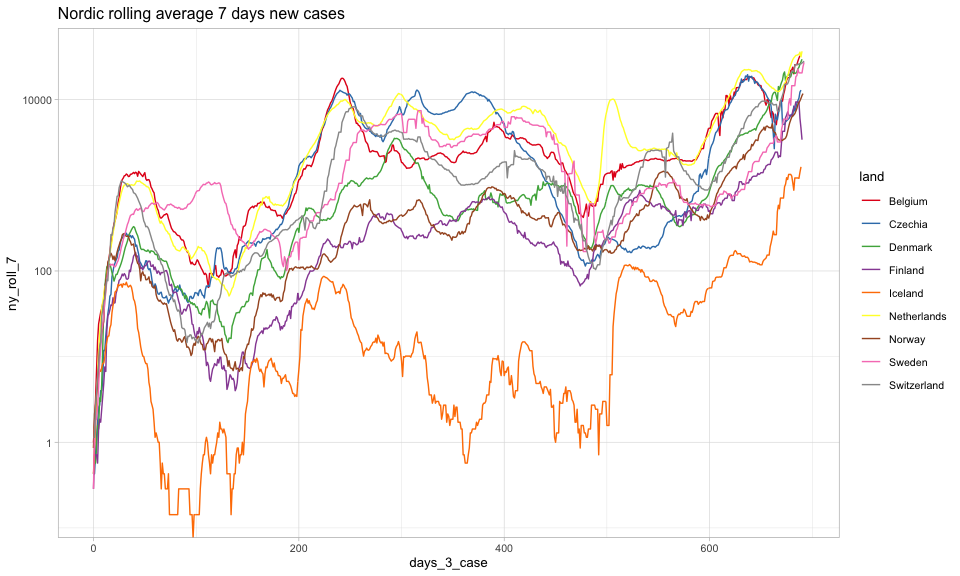 Nordic rolling average 7 days new cases
ny_roll_7
10000
100
1
0
200
400
600
days_3_case
land
Belgium
Czechia
Denmark
Finland
Iceland
Netherlands
Norway
Sweden
Switzerland